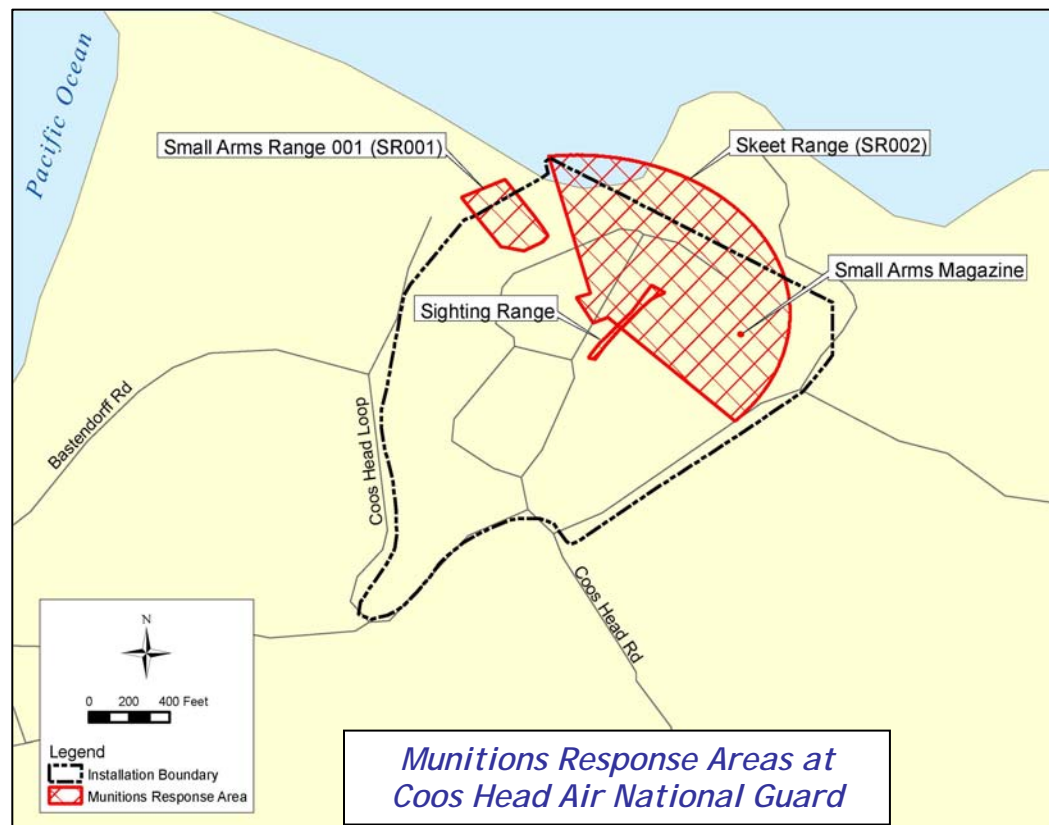 Pacific Ocean
Small Arms Range 001 (SR001)
Skeet Range (SR002)
Small Arms Magazine
Sighting Range
Bastendorff Rd
Coos Head Loop
Coos Head Rd
N
0 200 400 Feet
Legend
Installation Boundary
Munitions Response Area
Munitions Response Areas at
Coos Head Air National Guard